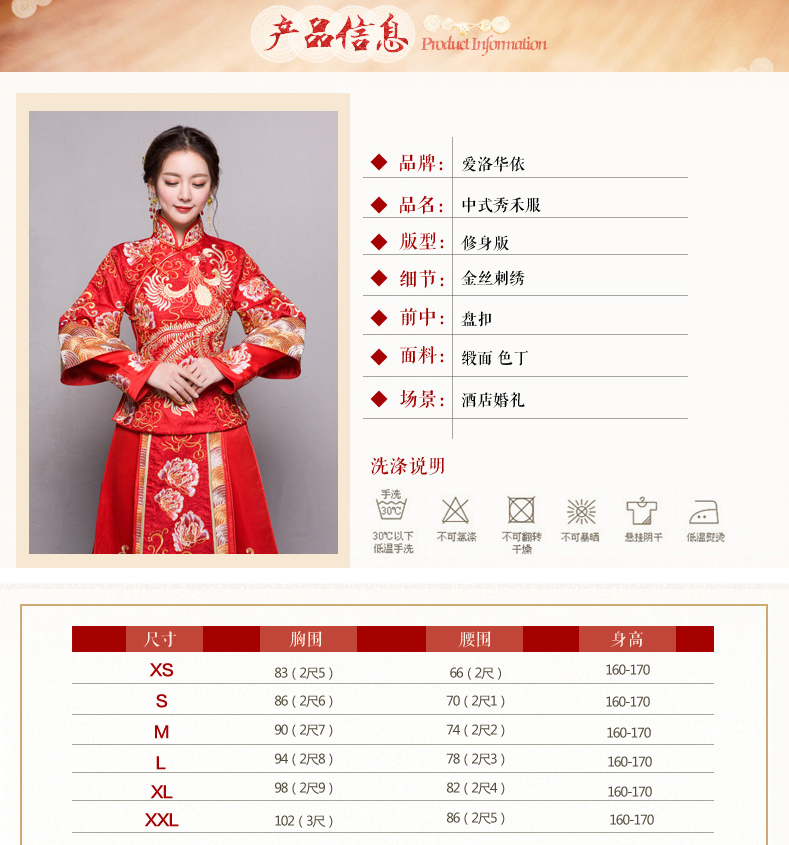 产品信息 Product Information
品牌: 爱洛华依
品名: 中式秀禾服
版型: 修身版
细节: 金丝刺绣
前中: 盘扣
面料: 缎面 色丁
场景: 酒店婚礼
洗涤说明
手洗
30℃
30℃以下 低温手洗
不可氯漂
不可翻转 干燥
不可暴晒
悬挂阴干
低温熨烫
尺寸 胸围 腰围 身高
XS 83（2尺5） 66（2尺） 160-170
S 86（2尺6） 70（2尺1） 160-170
M 90（2尺7） 74（2尺2） 160-170
L 94（2尺8） 78（2尺3） 160-170
XL 98（2尺9） 82（2尺4） 160-170
XXL 102（3尺） 86（2尺5） 160-170